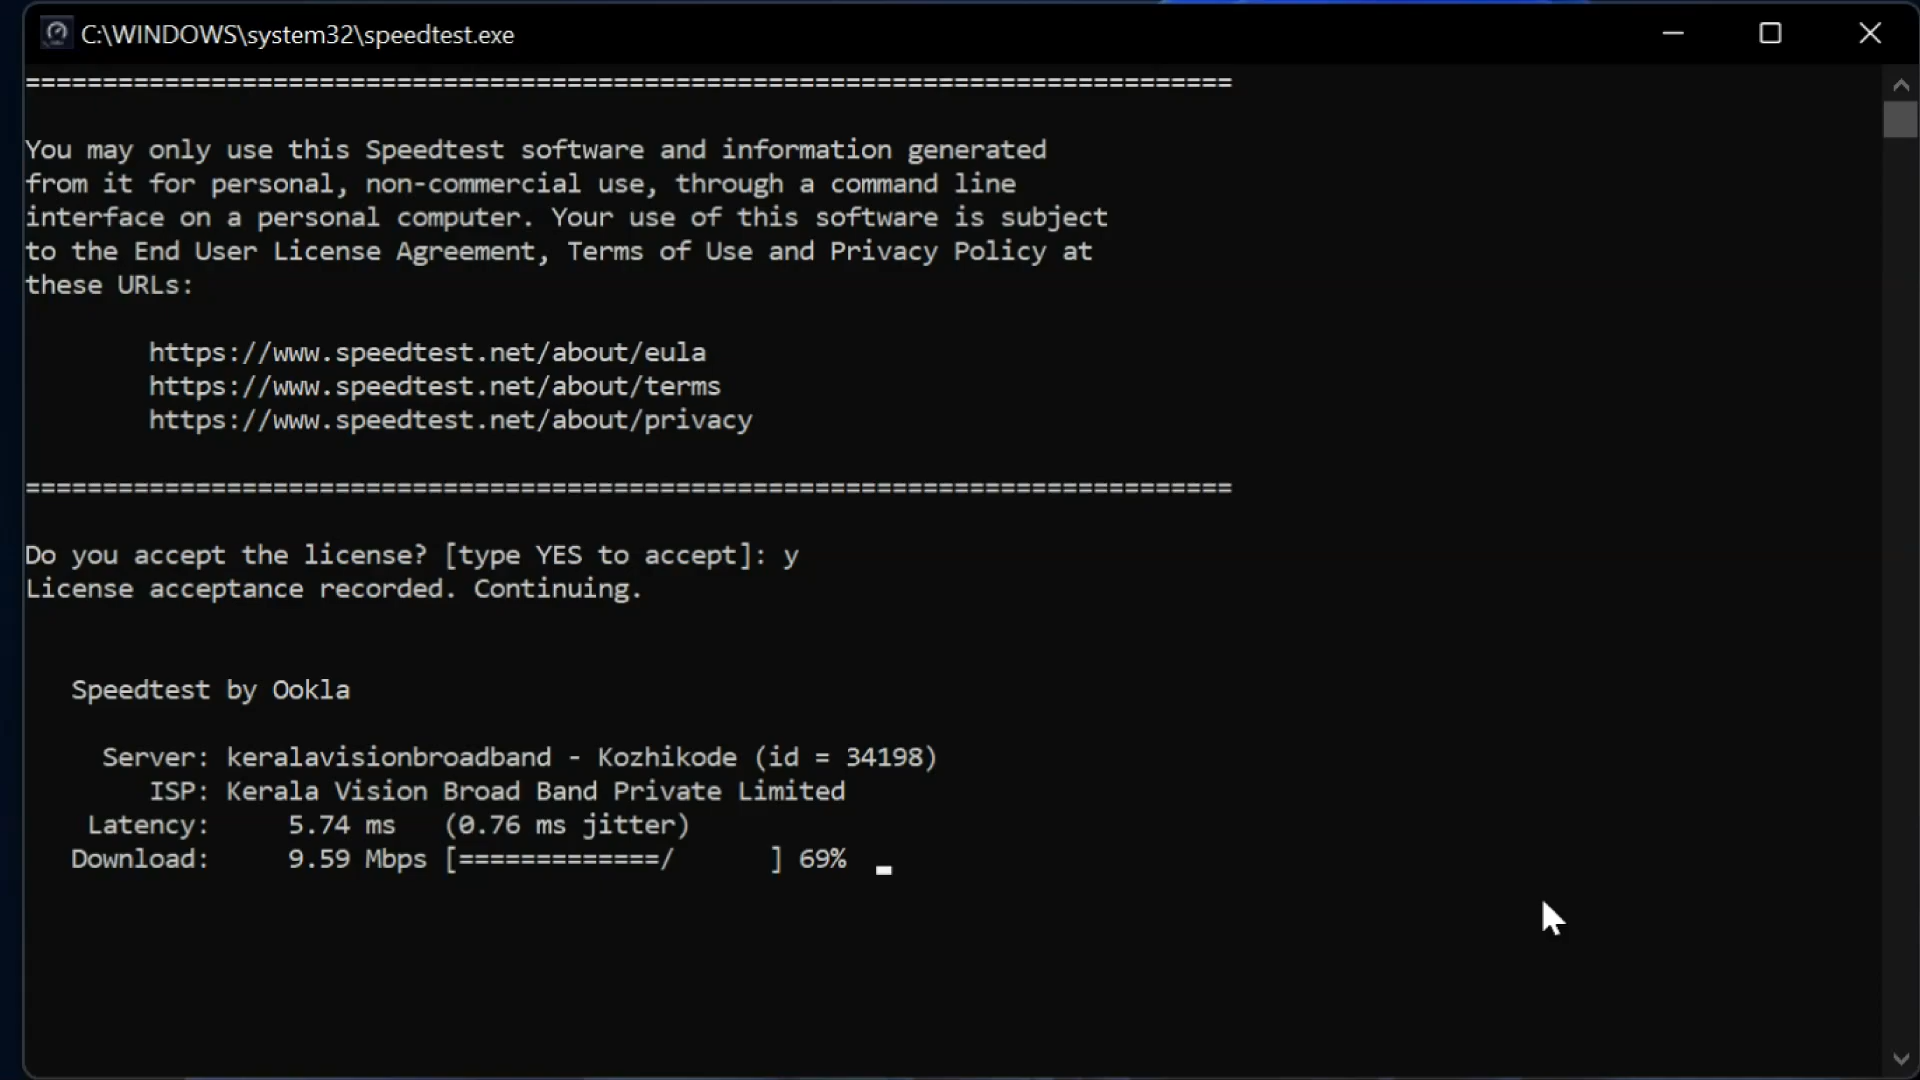 C:\WINDOWS\system32\speedtest.exe
==============================================================================
You may only use this Speedtest software and information generated
from it for personal, non-commercial use, through a command line
interface on a personal computer. Your use of this software is subject
to the End User License Agreement, Terms of Use and Privacy Policy at
these URLs:
https://www.speedtest.net/about/eula
https://www.speedtest.net/about/terms
https://www.speedtest.net/about/privacy
==============================================================================
Do you accept the license? [type YES to accept]: y
License acceptance recorded. Continuing.
Speedtest by Ookla
Server: keralavisionbroadband - Kozhikode (id = 34198)
ISP: Kerala Vision Broad Band Private Limited
Latency: 5.74 ms (0.76 ms jitter)
Download: 9.59 Mbps [=============/ ] 69%